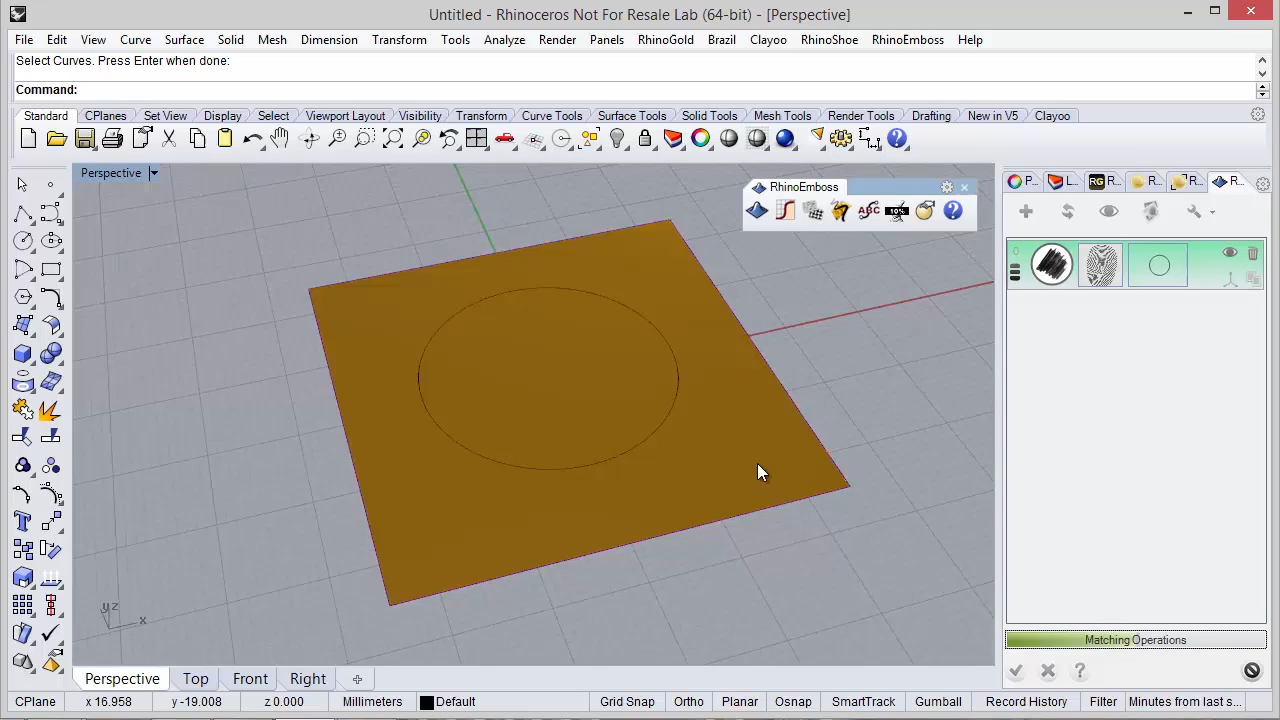 Untitled - Rhinoceros Not For Resale Lab (64-bit) - [Perspective]
File Edit View Curve Surface Solid Mesh Dimension Transform Tools Analyze Render Panels RhinoGold Brazil Clayoo RhinoShoe RhinoEmboss Help
Select Curves. Press Enter when done:
Command:
Standard CPlanes Set View Display Select Viewport Layout Visibility Transform Curve Tools Surface Tools Solid Tools Mesh Tools Render Tools Drafting New in V5 Clayoo
Perspective
RhinoEmboss
P... L... R... R... R... R...
ABC 10%
0
y z x
Matching Operations
Perspective Top Front Right
CPlane x 16.958 y -19.008 z 0.000 Millimeters Default Grid Snap Ortho Planar Osnap SmartTrack Gumball Record History Filter Minutes from last s...